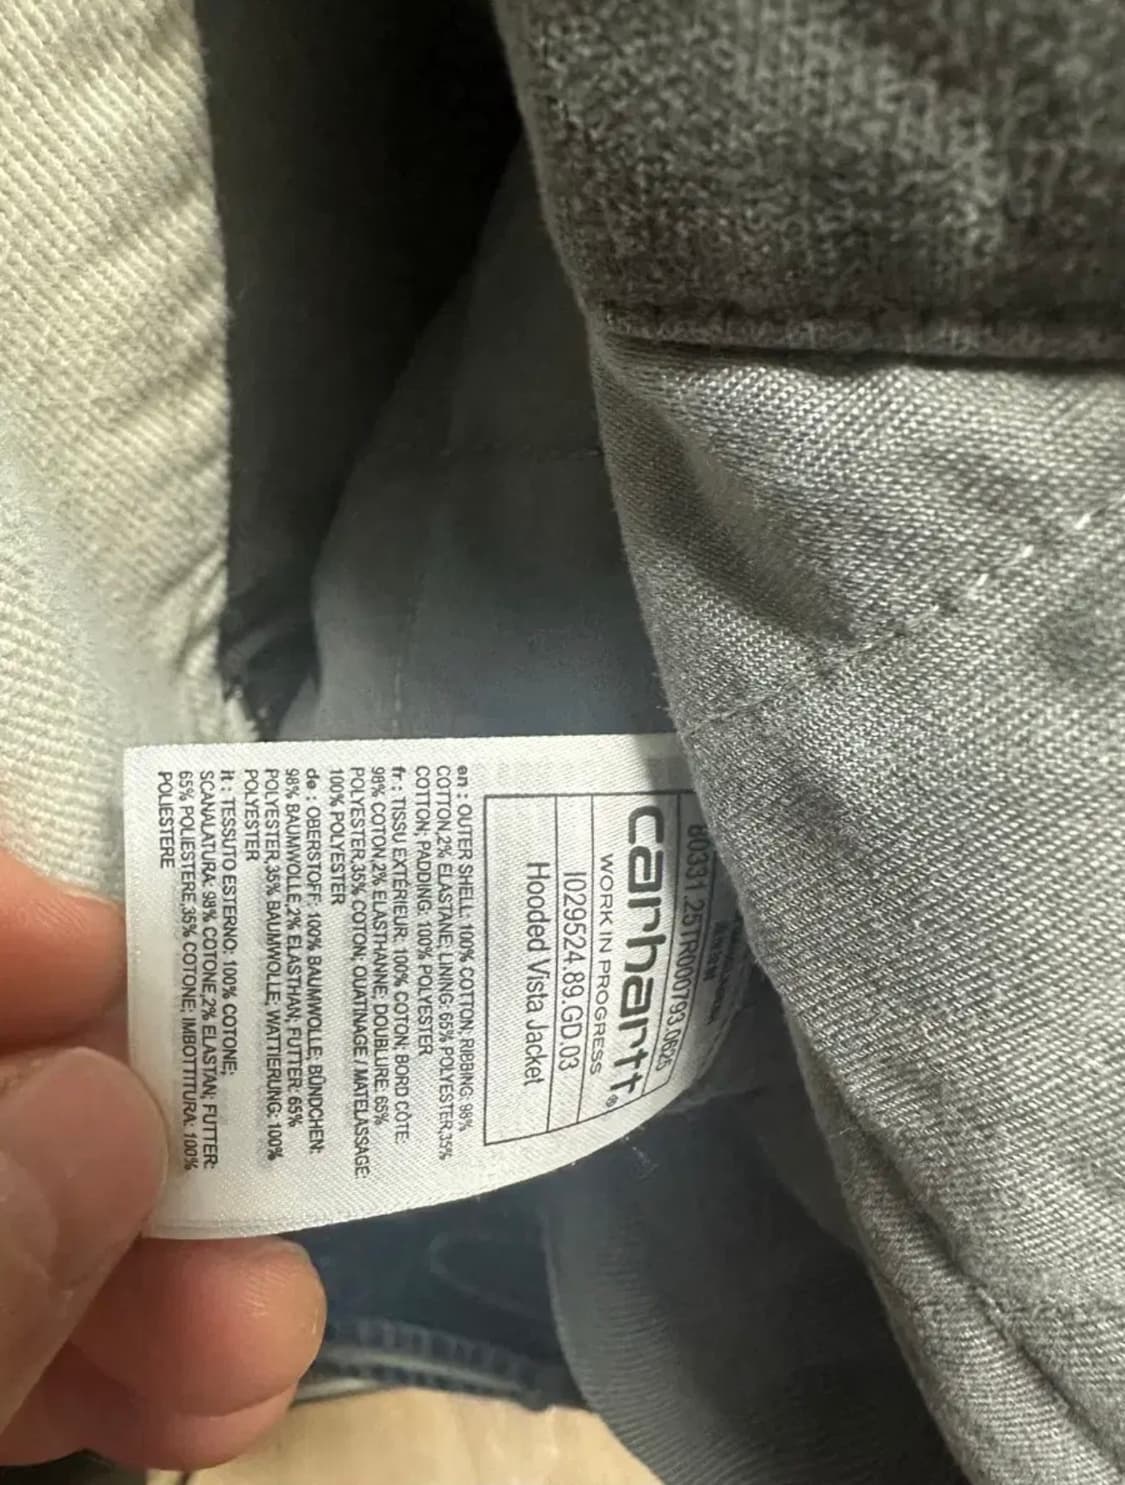 80331.251R000793.0625
carhartt®
WORK IN PROGRESS
I029524.89.GD.03
Hooded Vista Jacket
en : OUTER SHELL: 100% COTTON; RIBBING: 98%
COTTON,2% ELASTANE; LINING: 65% POLYESTER,35%
COTTON; PADDING: 100% POLYESTER
fr : TISSU EXTÉRIEUR: 100% COTON; BORD CÔTE:
98% COTON,2% ELASTHANNE; DOUBLURE: 65%
POLYESTER,35% COTON; OUATINAGE / MATELASSAGE:
100% POLYESTER
de : OBERSTOFF: 100% BAUMWOLLE; BÜNDCHEN:
98% BAUMWOLLE,2% ELASTHAN; FUTTER: 65%
POLYESTER,35% BAUMWOLLE; WATTIERUNG: 100%
POLYESTER
it : TESSUTO ESTERNO: 100% COTONE;
SCANALATURA: 98% COTONE,2% ELASTAN; FUTTER:
65% POLIESTERE,35% COTONE; IMBOTTITURA: 100%
POLIESTERE